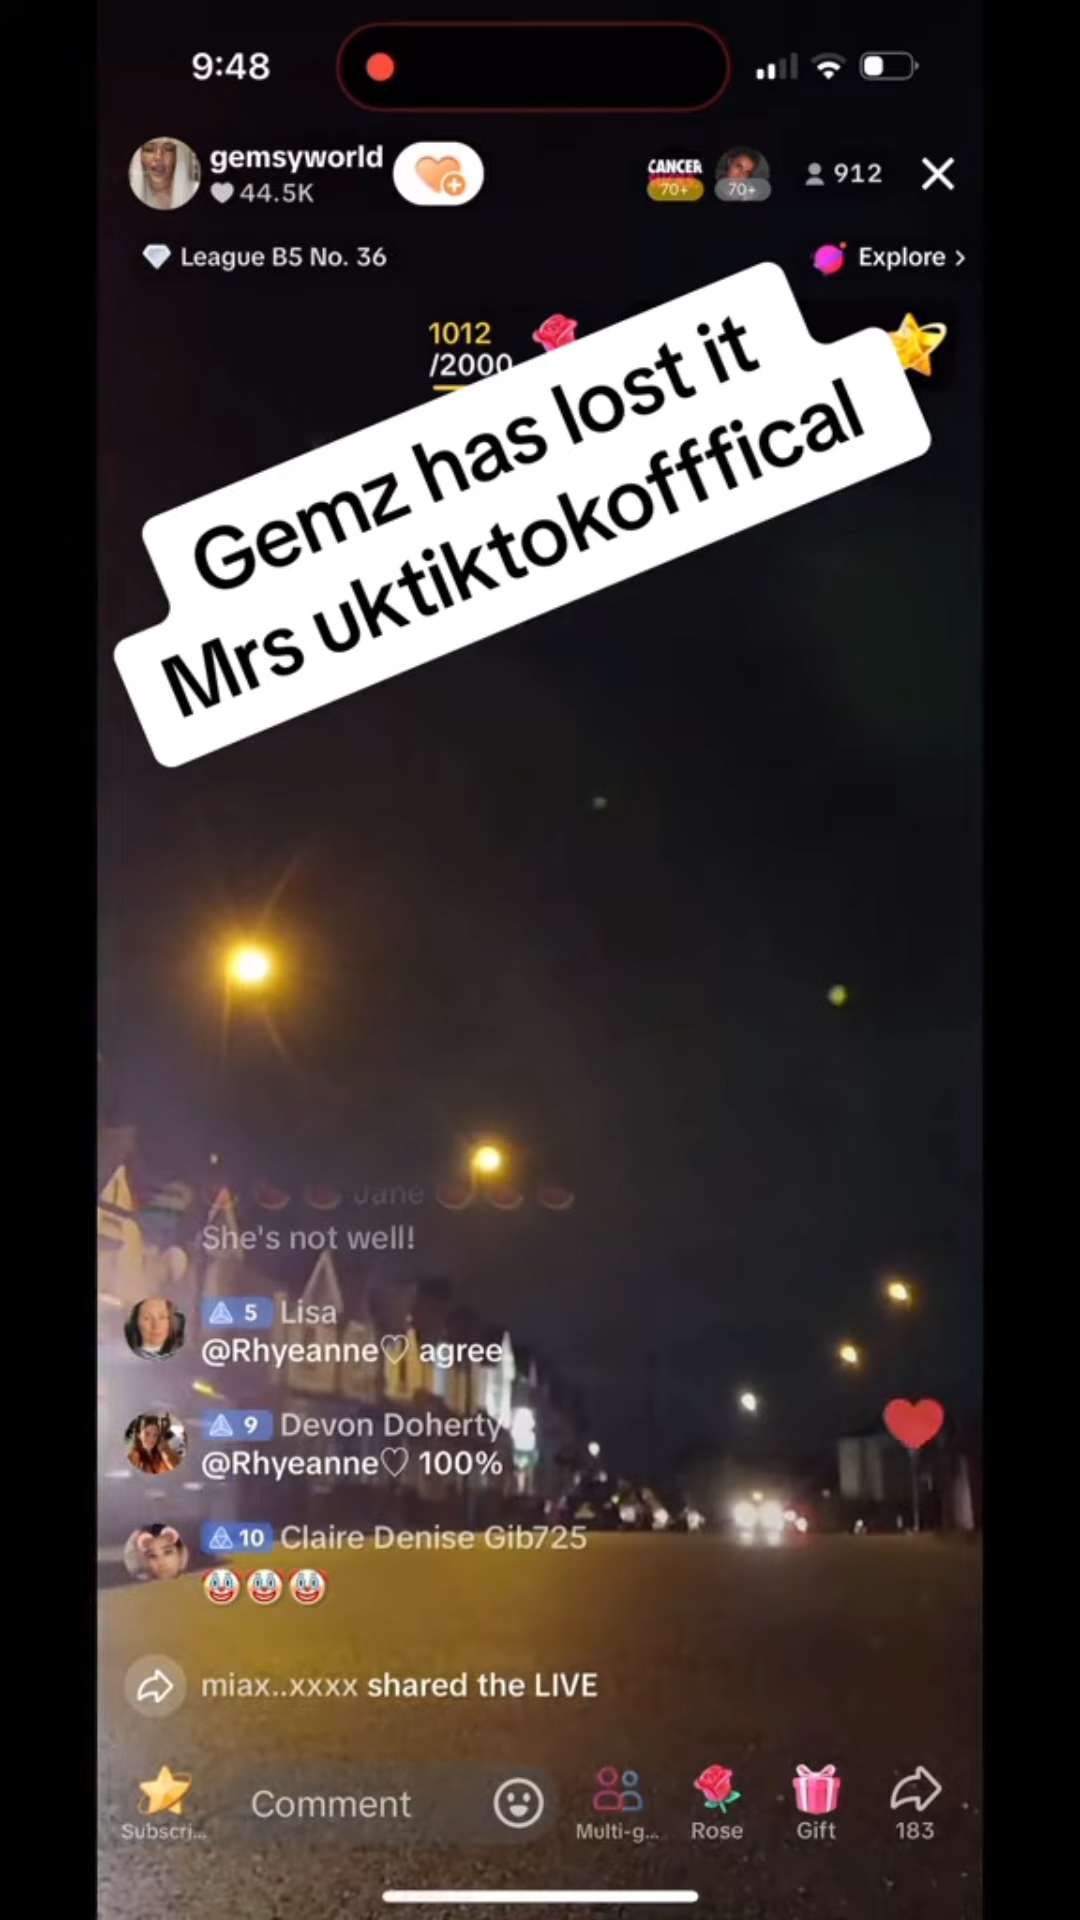 9:48
gemsyworld
44.5K
CANCER
70+
70+
912
League B5 No. 36
Explore >
1012
/2000
Gemz has lost it
Mrs uktiktokofffical
Jane
She's not well!
5 Lisa
@Rhyeanne♡ agree
9 Devon Doherty
@Rhyeanne♡ 100%
10 Claire Denise Gib725
🤡🤡🤡
miax..xxxx shared the LIVE
Comment
Subscri...
Multi-g...
Rose
Gift
183